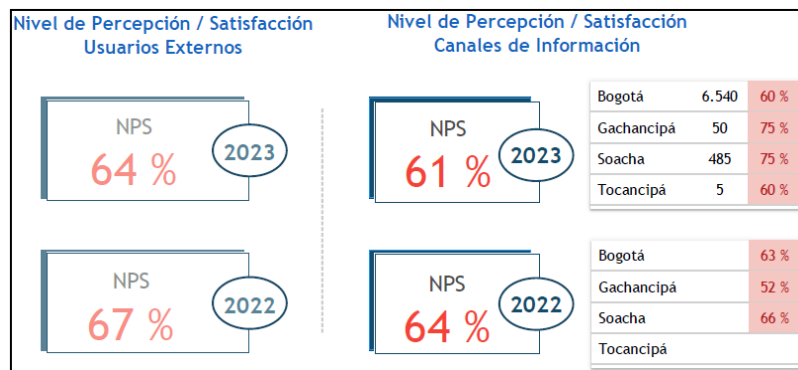 Nivel de Percepción / Satisfacción
Usuarios Externos
NPS
64 %
2023
NPS
67 %
2022
Nivel de Percepción / Satisfacción
Canales de Información
NPS
61 %
2023
Bogotá 6.540 60 %
Gachancipá 50 75 %
Soacha 485 75 %
Tocancipá 5 60 %
NPS
64 %
2022
Bogotá 63 %
Gachancipá 52 %
Soacha 66 %
Tocancipá